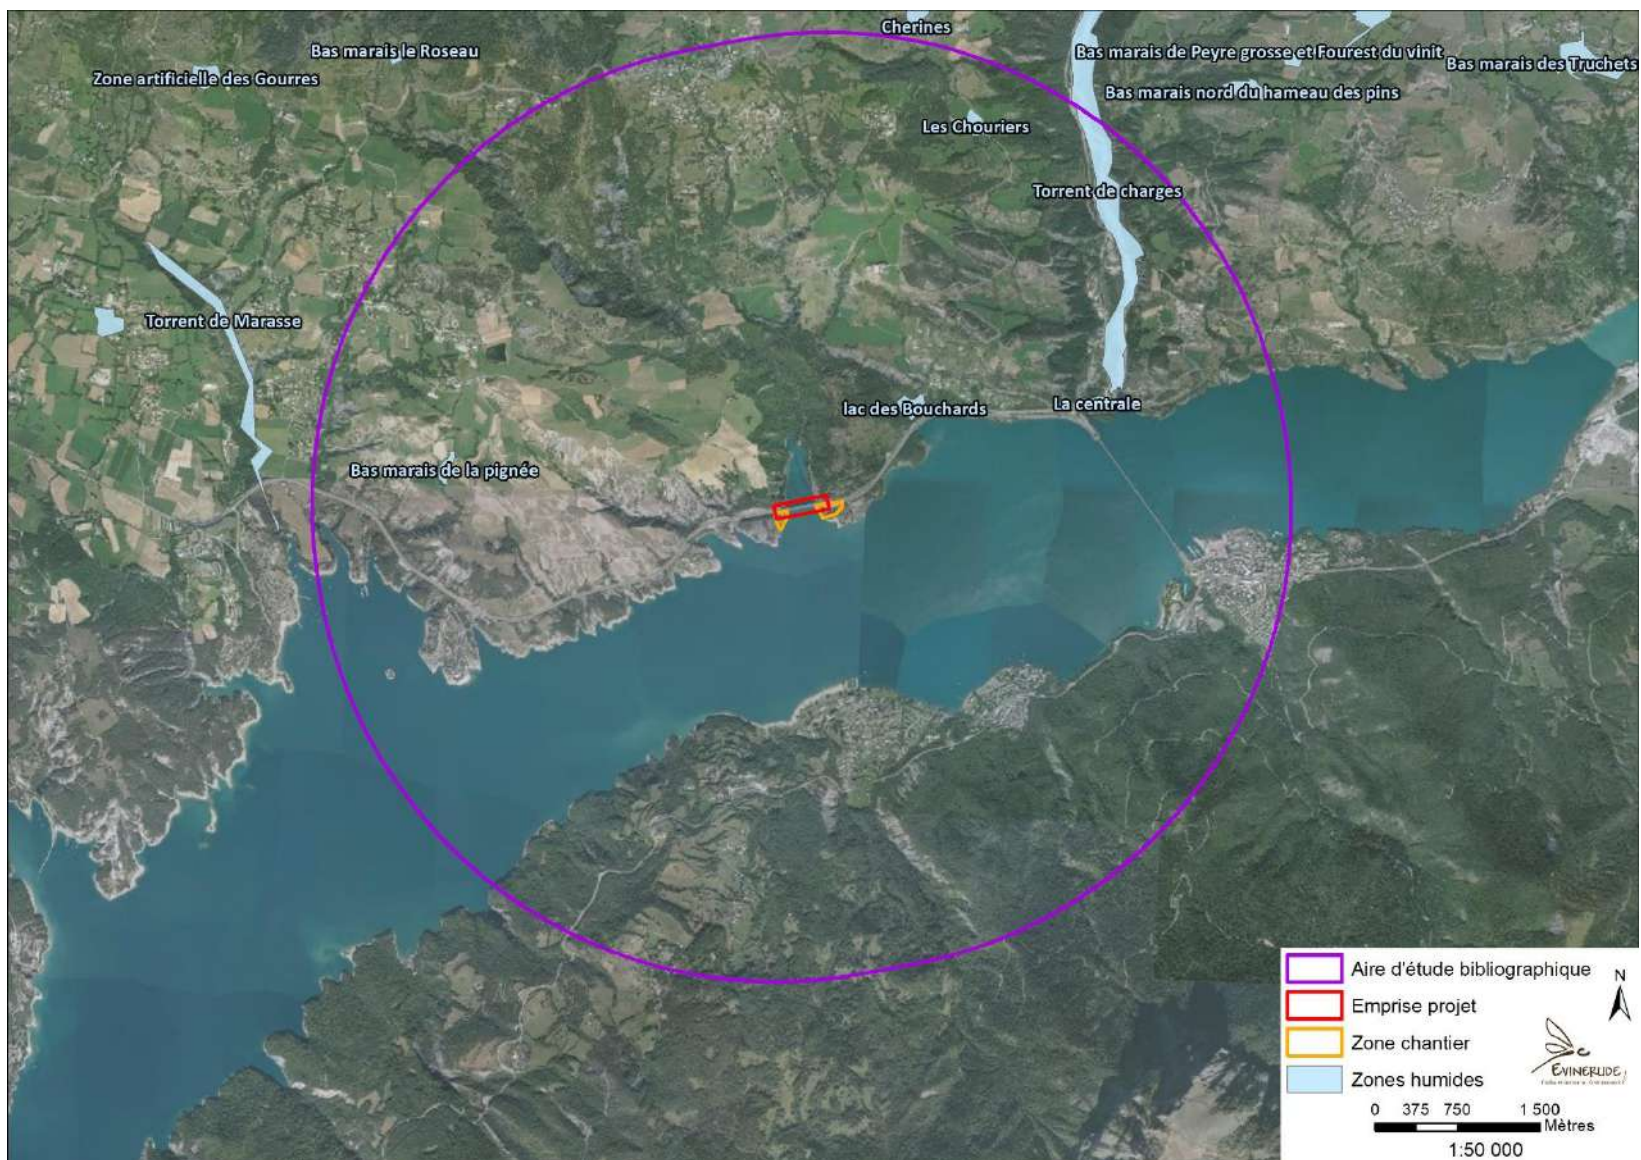 Cherines
Bas marais le Roseau
Bas marais de Peyre grosse et Fourest du vinit
Bas marais des Truchets
Zone artificielle des Gourres
Bas marais nord du hameau des pins
Les Chouriers
Torrent de charges
Torrent de Marasse
La centrale
lac des Bouchards
Bas marais de la pignée
Aire d'étude bibliographique
N
Emprise projet
Zone chantier
Zones humides
EVINERUDE
0 375 750 1 500
Mètres
1:50 000